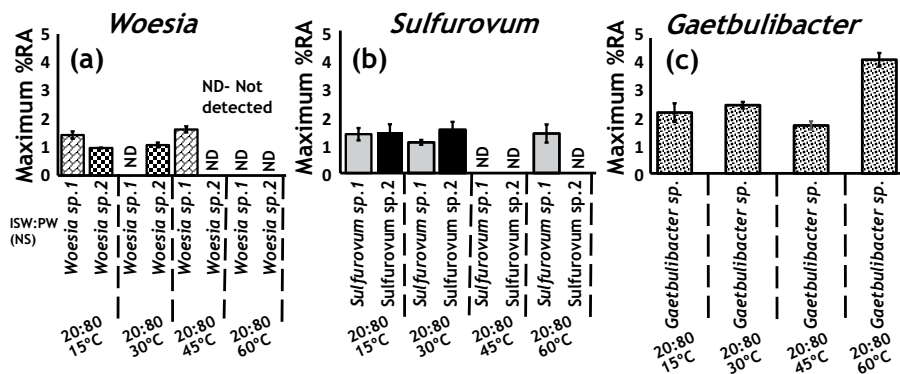 Woesia
Maximum %RA
5
4
3
2
1
0
(a)
ND- Not
detected
ND
ND
ND
ND
ISW:PW
(NS)
Woesia sp.1
Woesia sp.2
Woesia sp.1
Woesia sp.2
Woesia sp.1
Woesia sp.2
Woesia sp.1
Woesia sp.2
20:80
15°C
20:80
30°C
20:80
45°C
20:80
60°C
Sulfurovum
Maximum %RA
5
4
3
2
1
0
(b)
ND
ND
ND
Sulfurovum sp.1
Sulfurovum sp.2
Sulfurovum sp.1
Sulfurovum sp.2
Sulfurovum sp.1
Sulfurovum sp.2
Sulfurovum sp.1
Sulfurovum sp.2
20:80
15°C
20:80
30°C
20:80
45°C
20:80
60°C
Gaetbulibacter
Maximum %RA
5
4
3
2
1
0
(c)
Gaetbulibacter sp.
Gaetbulibacter sp.
Gaetbulibacter sp.
Gaetbulibacter sp.
20:80
15°C
20:80
30°C
20:80
45°C
20:80
60°C